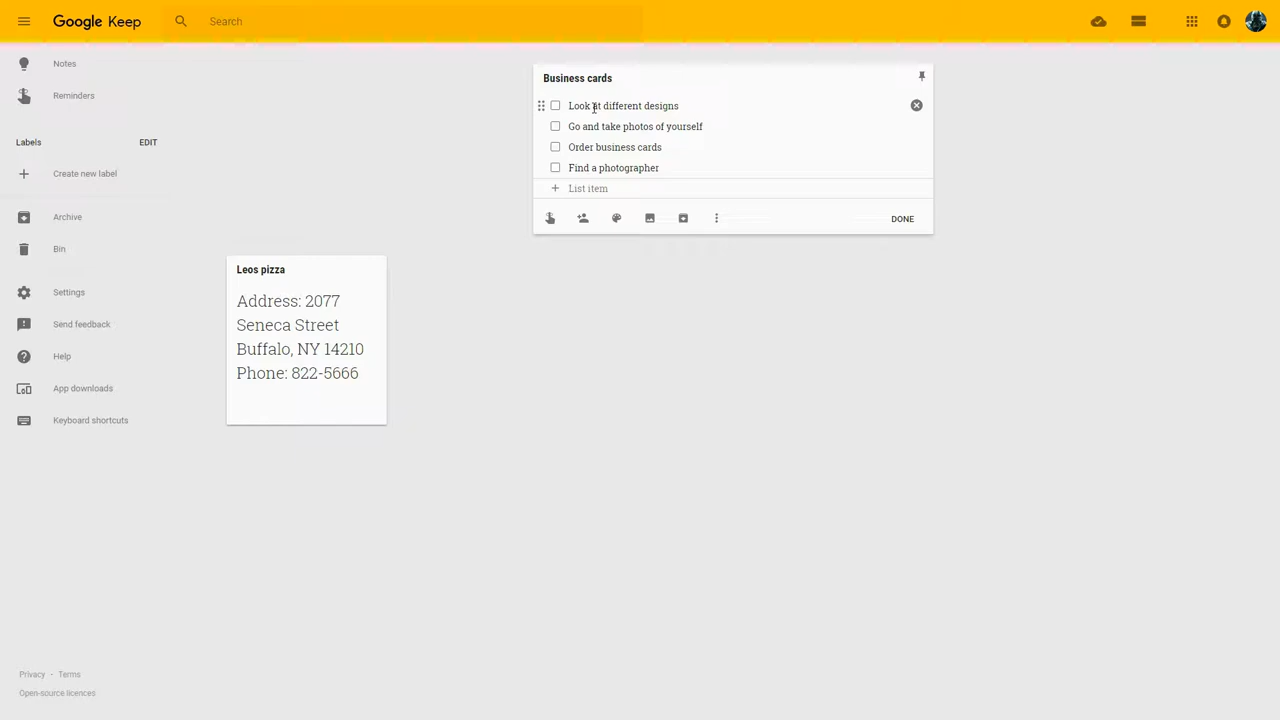 Google Keep
Search
Notes
Reminders
Labels
EDIT
Create new label
Archive
Bin
Settings
Send feedback
Help
App downloads
Keyboard shortcuts
Business cards
Look at different designs
Go and take photos of yourself
Order business cards
Find a photographer
List item
DONE
Leos pizza
Address: 2077
Seneca Street
Buffalo, NY 14210
Phone: 822-5666
Privacy - Terms
Open-source licences